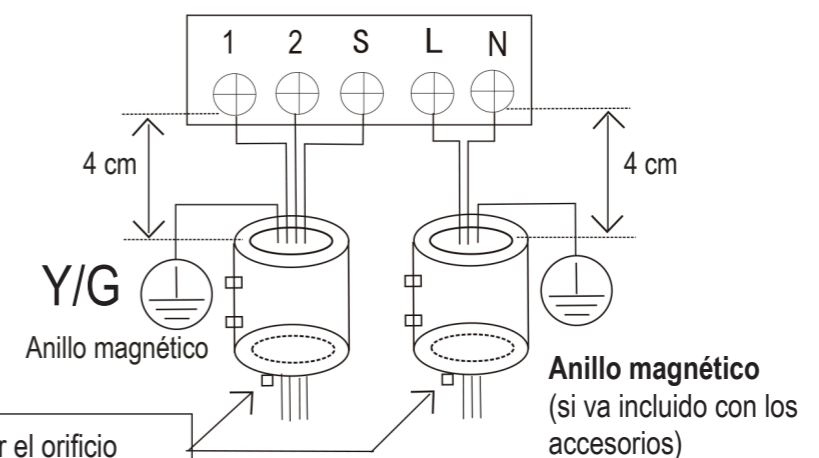 1 2 S L N
4 cm
4 cm
Y/G
Anillo magnético
Anillo magnético
(si va incluido con los
accesorios)
r el orificio